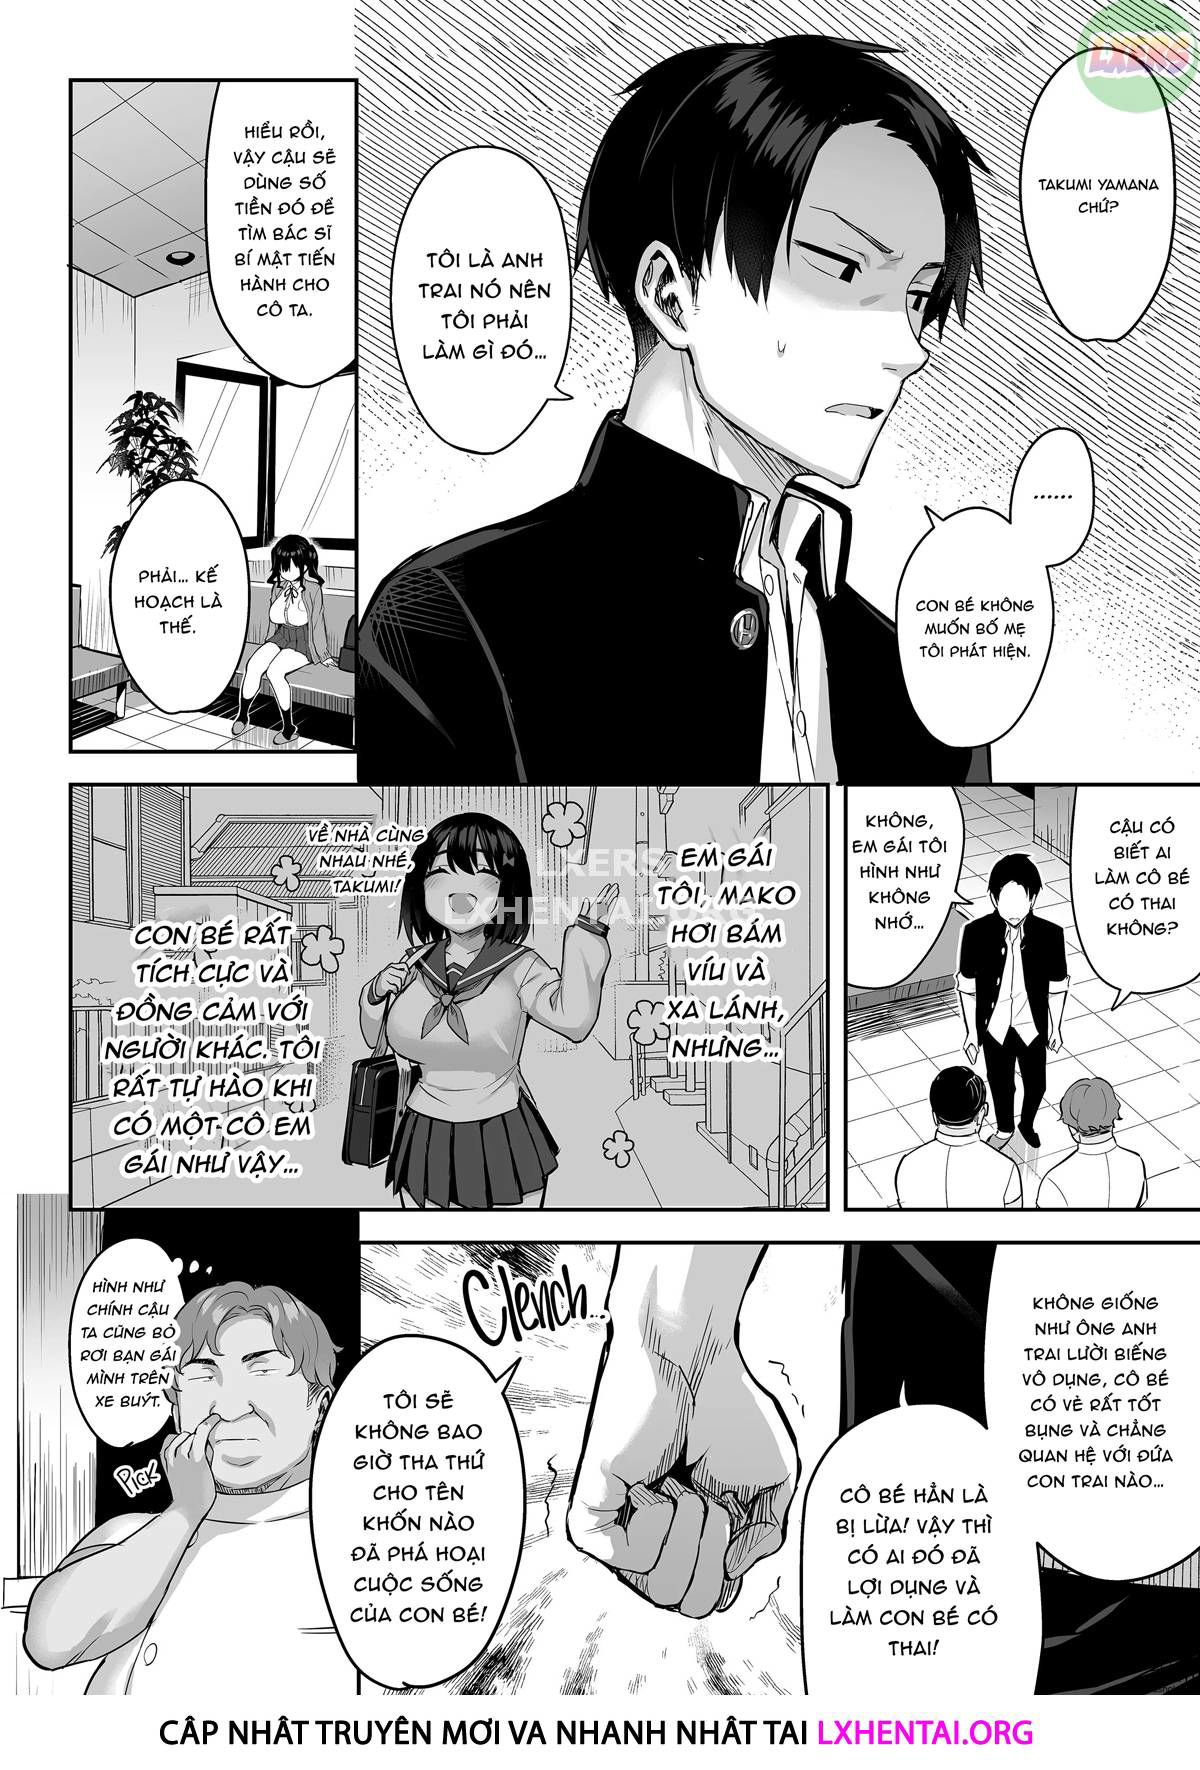 LXERS
TAKUMI YAMANA
CHỨ?
......
CON BÉ KHÔNG
MUỐN BỐ MẸ
TÔI PHÁT HIỆN.
TÔI LÀ ANH
TRAI NÓ NÊN
TÔI PHẢI
LÀM GÌ ĐÓ...
HIỂU RỒI,
VẬY CẬU SẼ
DÙNG SỐ
TIỀN ĐÓ ĐỂ
TÌM BÁC SĨ
BÍ MẬT TIẾN
HÀNH CHO
CÔ TA.
PHẢI... KẾ
HOẠCH LÀ
THẾ.
CẬU CÓ
BIẾT AI
LÀM CÔ BÉ
CÓ THAI
KHÔNG?
KHÔNG,
EM GÁI TÔI
HÌNH NHƯ
KHÔNG
NHỚ...
EM GÁI
TÔI, MAKO
HƠI BÁM
VÍU VÀ
XA LÁNH,
NHƯNG...
VỀ NHÀ CÙNG
NHAU NHÉ,
TAKUMI!
CON BÉ RẤT
TÍCH CỰC VÀ
ĐỒNG CẢM VỚI
NGƯỜI KHÁC. TÔI
RẤT TỰ HÀO KHI
CÓ MỘT CÔ EM
GÁI NHƯ VẬY...
LXERS
LXHENTAI.ORG
KHÔNG GIỐNG
NHƯ ÔNG ANH
TRAI LƯỜI BIẾNG
VÔ DỤNG, CÔ BÉ
CÓ VẺ RẤT TỐT
BỤNG VÀ CHẲNG
QUAN HỆ VỚI ĐỨA
CON TRAI NÀO...
CÔ BÉ HẲN LÀ
BỊ LỪA! VẬY THÌ
CÓ AI ĐÓ ĐÃ
LỢI DỤNG VÀ
LÀM CON BÉ CÓ
THAI!
Clench...
TÔI SẼ
KHÔNG BAO
GIỜ THA THỨ
CHO TÊN
KHỐN NÀO
ĐÃ PHÁ HOẠI
CUỘC SỐNG
CỦA CON BÉ!
HÌNH NHƯ
CHÍNH CẬU
TA CŨNG BỎ
RƠI BẠN GÁI
MÌNH TRÊN
XE BUÝT.
PICK
CẬP NHẬT TRUYỆN MỚI VÀ NHANH NHẤT TẠI LXHENTAI.ORG